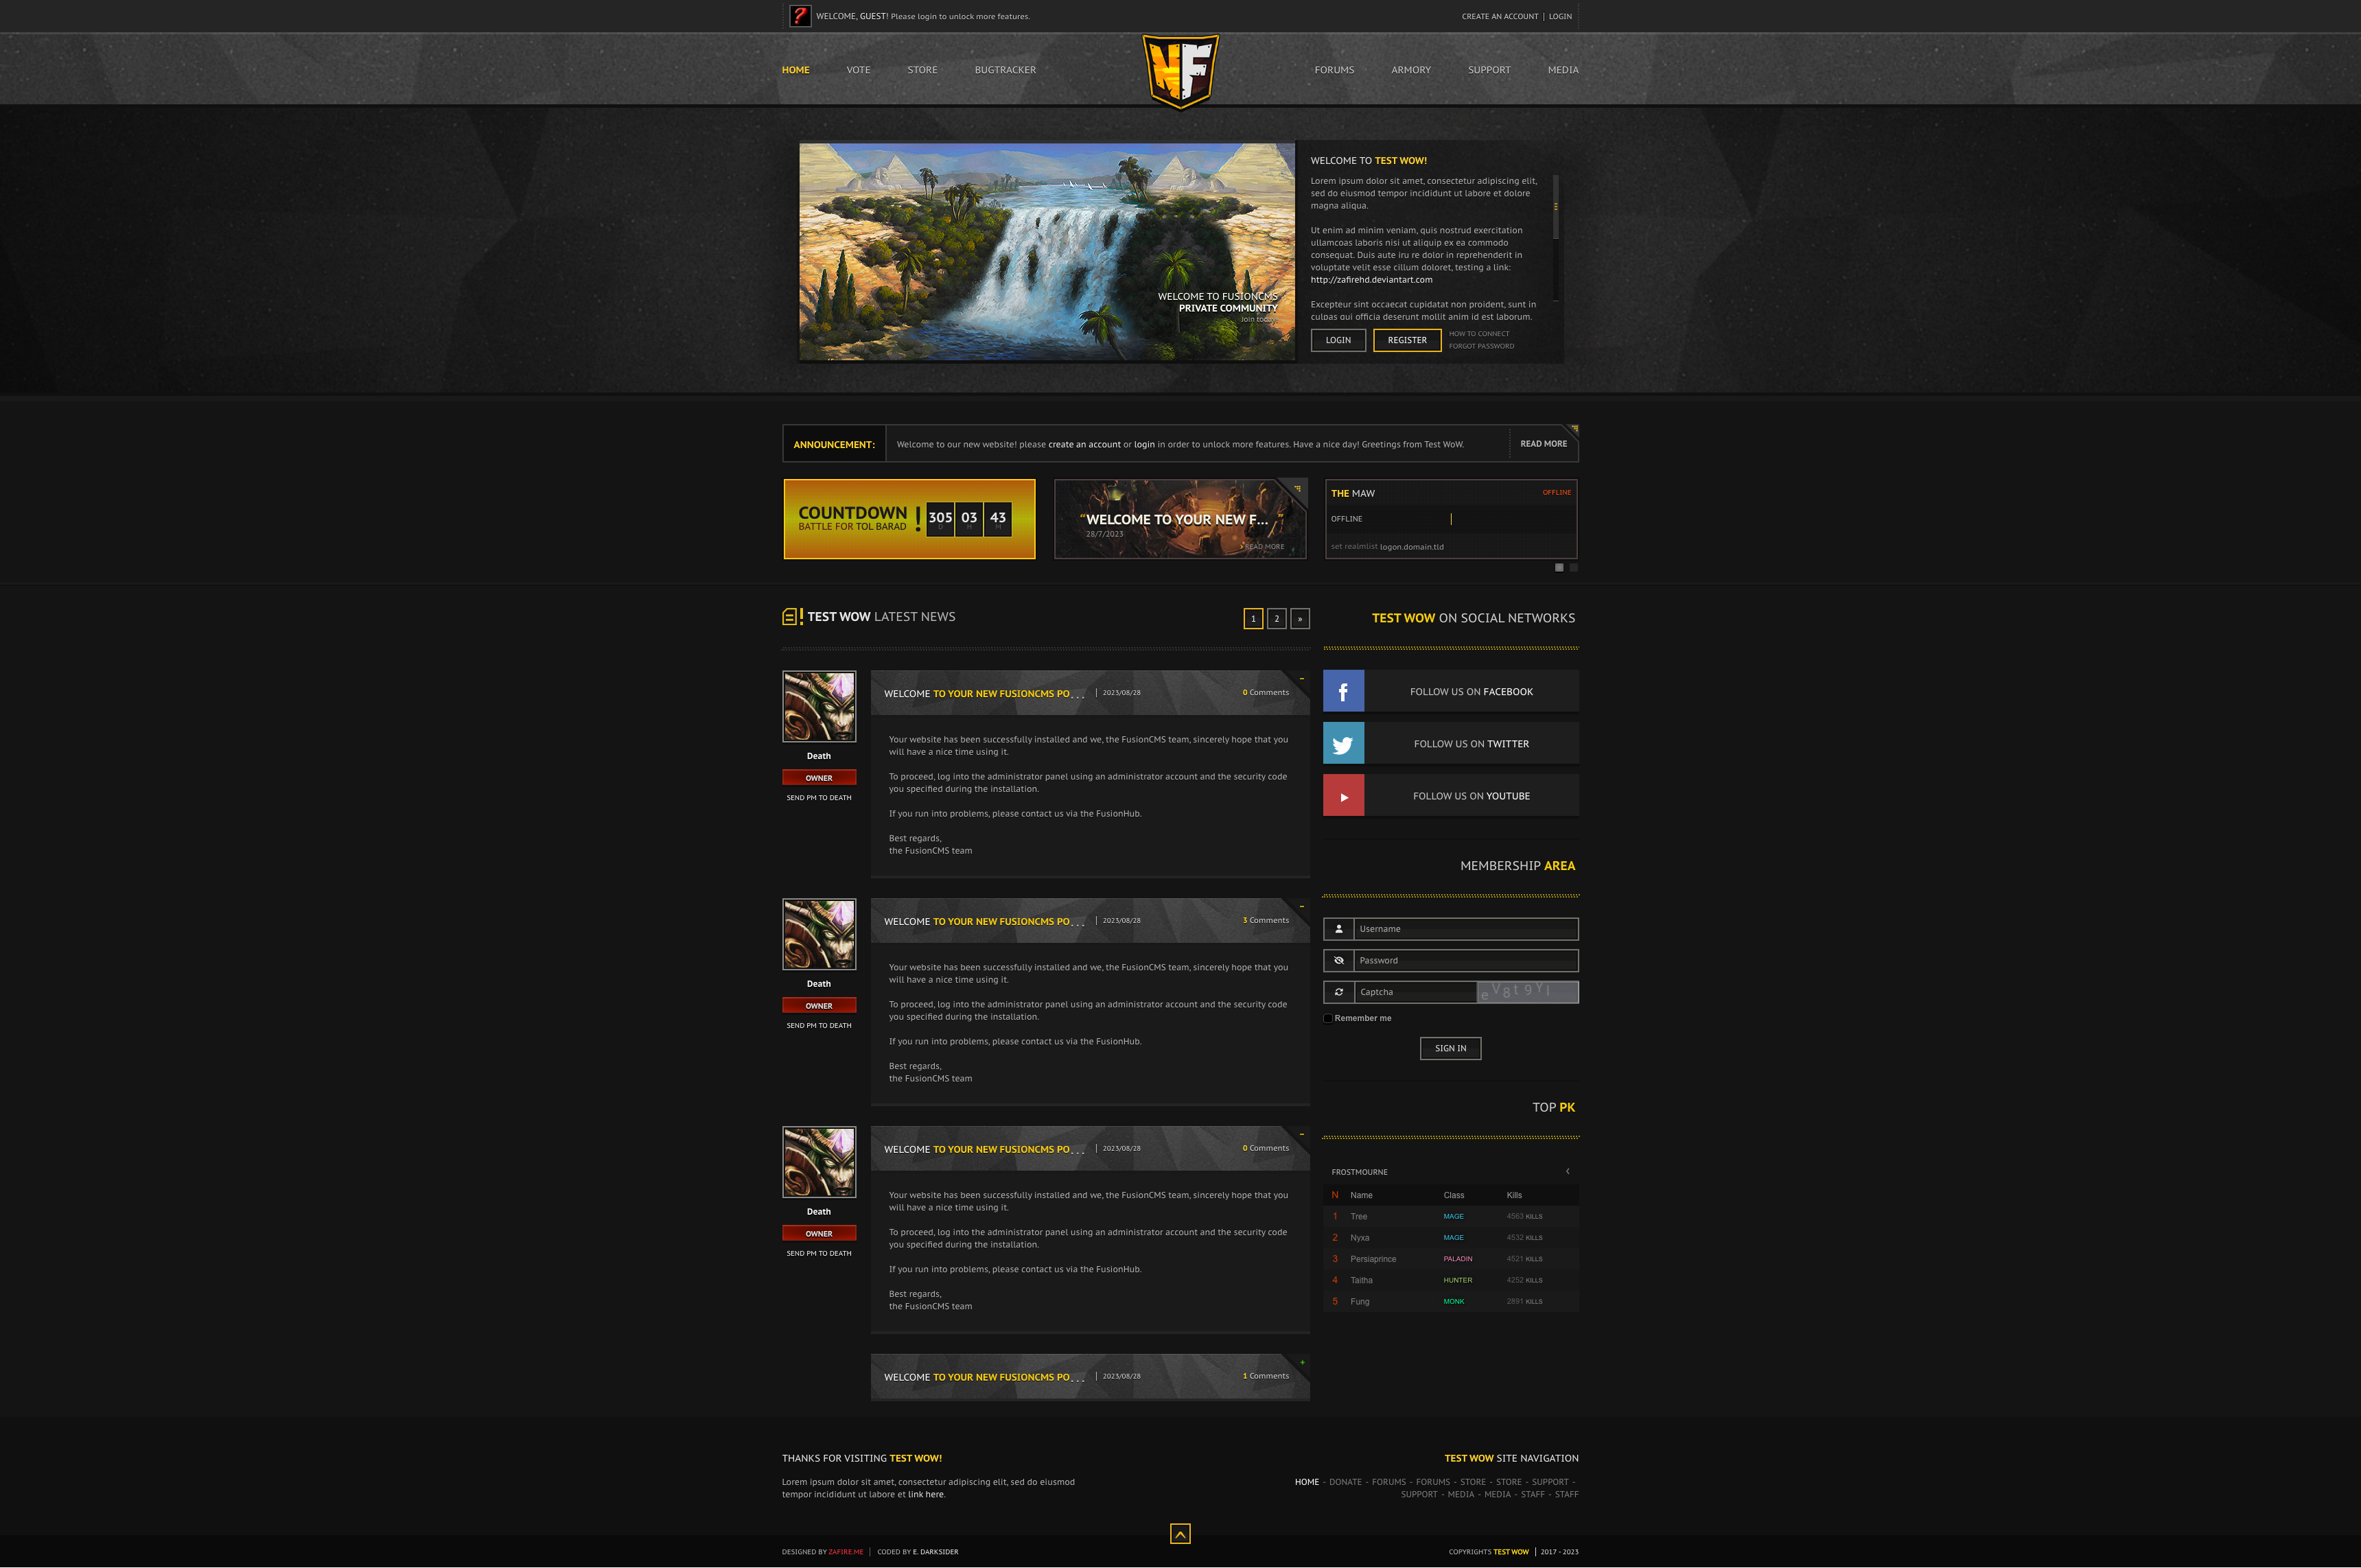 WELCOME, GUEST! Please login to unlock more features.
CREATE AN ACCOUNT | LOGIN
HOME VOTE STORE BUGTRACKER
NF
FORUMS ARMORY SUPPORT MEDIA
WELCOME TO FUSIONCMS
PRIVATE COMMUNITY
Join today!
WELCOME TO TEST WOW!
Lorem ipsum dolor sit amet, consectetur adipiscing elit,
sed do eiusmod tempor incididunt ut labore et dolore
magna aliqua.
Ut enim ad minim veniam, quis nostrud exercitation
ullamcoas laboris nisi ut aliquip ex ea commodo
consequat. Duis aute iru re dolor in reprehenderit in
voluptate velit esse cillum doloret, testing a link:
http://zafirehd.deviantart.com
Excepteur sint occaecat cupidatat non proident, sunt in
culpas qui officia deserunt mollit anim id est laborum.
LOGIN REGISTER
HOW TO CONNECT
FORGOT PASSWORD
ANNOUNCEMENT: Welcome to our new website! please create an account or login in order to unlock more features. Have a nice day! Greetings from Test WoW. READ MORE
COUNTDOWN
BATTLE FOR TOL BARAD
! 305 03 43
D H M
“WELCOME TO YOUR NEW F... ”
28/7/2023
READ MORE
THE MAW OFFLINE
OFFLINE
set realmlist logon.domain.tld
TEST WOW LATEST NEWS
1 2 »
WELCOME TO YOUR NEW FUSIONCMS PO... | 2023/08/28 0 Comments
Death
OWNER
SEND PM TO DEATH
Your website has been successfully installed and we, the FusionCMS team, sincerely hope that you
will have a nice time using it.
To proceed, log into the administrator panel using an administrator account and the security code
you specified during the installation.
If you run into problems, please contact us via the FusionHub.
Best regards,
the FusionCMS team
WELCOME TO YOUR NEW FUSIONCMS PO... | 2023/08/28 3 Comments
Death
OWNER
SEND PM TO DEATH
Your website has been successfully installed and we, the FusionCMS team, sincerely hope that you
will have a nice time using it.
To proceed, log into the administrator panel using an administrator account and the security code
you specified during the installation.
If you run into problems, please contact us via the FusionHub.
Best regards,
the FusionCMS team
WELCOME TO YOUR NEW FUSIONCMS PO... | 2023/08/28 0 Comments
Death
OWNER
SEND PM TO DEATH
Your website has been successfully installed and we, the FusionCMS team, sincerely hope that you
will have a nice time using it.
To proceed, log into the administrator panel using an administrator account and the security code
you specified during the installation.
If you run into problems, please contact us via the FusionHub.
Best regards,
the FusionCMS team
WELCOME TO YOUR NEW FUSIONCMS PO... | 2023/08/28 1 Comments
TEST WOW ON SOCIAL NETWORKS
FOLLOW US ON FACEBOOK
FOLLOW US ON TWITTER
FOLLOW US ON YOUTUBE
MEMBERSHIP AREA
Username
Password
Captcha
Remember me
SIGN IN
TOP PK
FROSTMOURNE
N Name Class Kills
1 Tree MAGE 4563 KILLS
2 Nyxa MAGE 4532 KILLS
3 Persiaprince PALADIN 4521 KILLS
4 Taitha HUNTER 4252 KILLS
5 Fung MONK 2891 KILLS
THANKS FOR VISITING TEST WOW!
Lorem ipsum dolor sit amet, consectetur adipiscing elit, sed do eiusmod
tempor incididunt ut labore et link here.
TEST WOW SITE NAVIGATION
HOME - DONATE - FORUMS - FORUMS - STORE - STORE - SUPPORT -
SUPPORT - MEDIA - MEDIA - STAFF - STAFF
DESIGNED BY ZAFIRE.ME | CODED BY E. DARKSIDER
COPYRIGHTS TEST WOW | 2017 - 2023